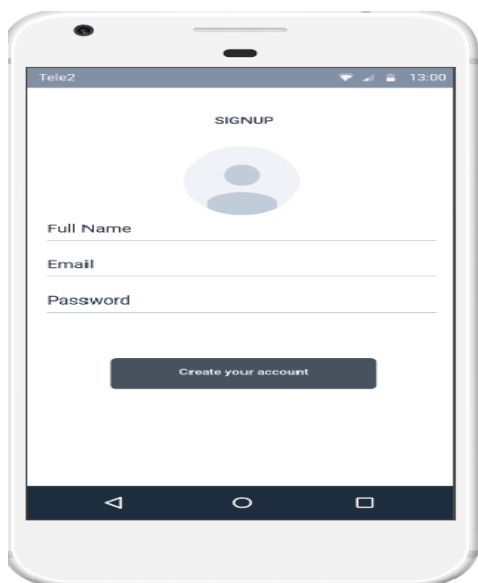 Tele2 13:00
SIGNUP
Full Name
Email
Password
Create your account